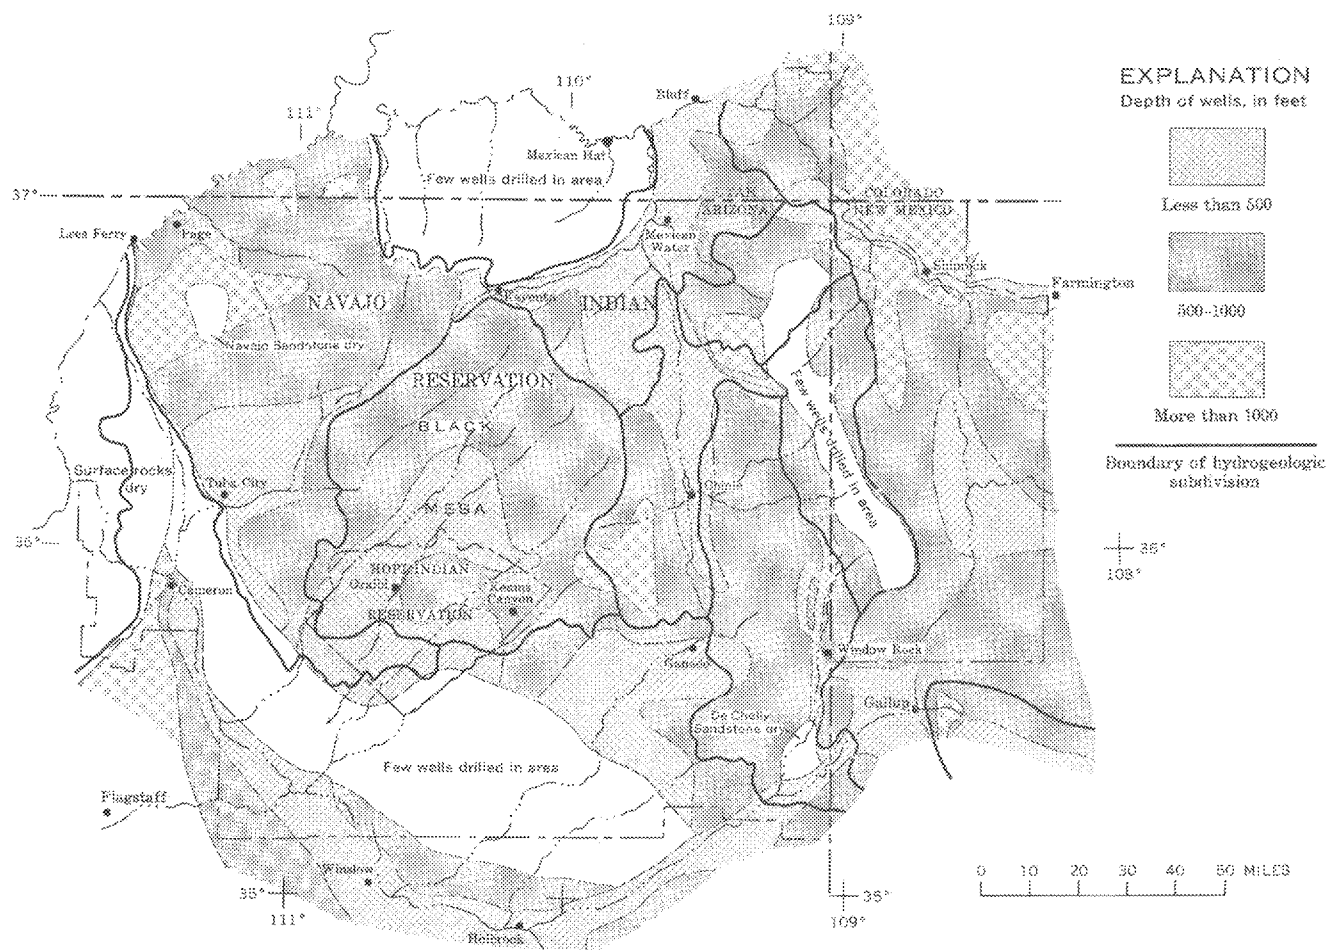 109°
EXPLANATION
Depth of wells, in feet
Less than 500
500-1000
More than 1000
Boundary of hydrogeologic
subdivision
110°
111°
Bluff
Mexican Hat
Few wells drilled in area
37°
UTAH
ARIZONA
COLORADO
NEW MEXICO
Lees Ferry
Page
Mexican
Water
Shiprock
Farmington
Kayenta
NAVAJO
INDIAN
Navajo Sandstone dry
RESERVATION
BLACK
MESA
Few wells drilled in area
Surface rocks
dry
Tuba City
Chinle
36°
36°
108°
HOPI INDIAN
Oraibi
Keams
Canyon
RESERVATION
Cameron
Ganado
Window Rock
Gallup
De Chelly
Sandstone dry
Few wells drilled in area
Flagstaff
Winslow
Holbrook
35°
111°
35°
109°
0 10 20 30 40 50 MILES